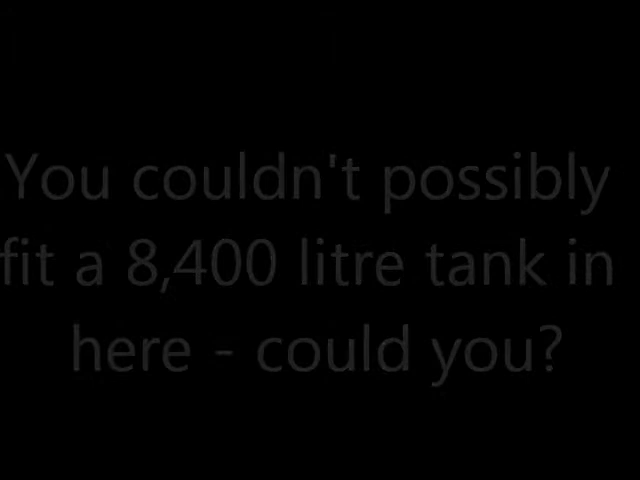 You couldn't possibly
fit a 8,400 litre tank in
here - could you?